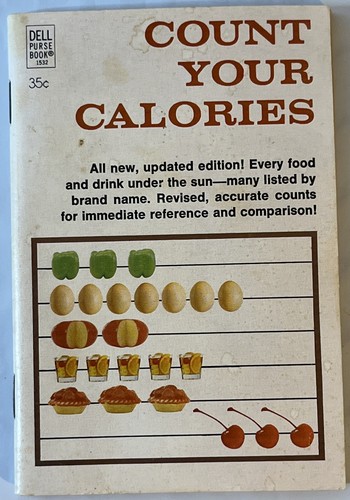 DELL
PURSE
BOOK®
1532
35c
COUNT
YOUR
CALORIES
All new, updated edition! Every food
and drink under the sun—many listed by
brand name. Revised, accurate counts
for immediate reference and comparison!